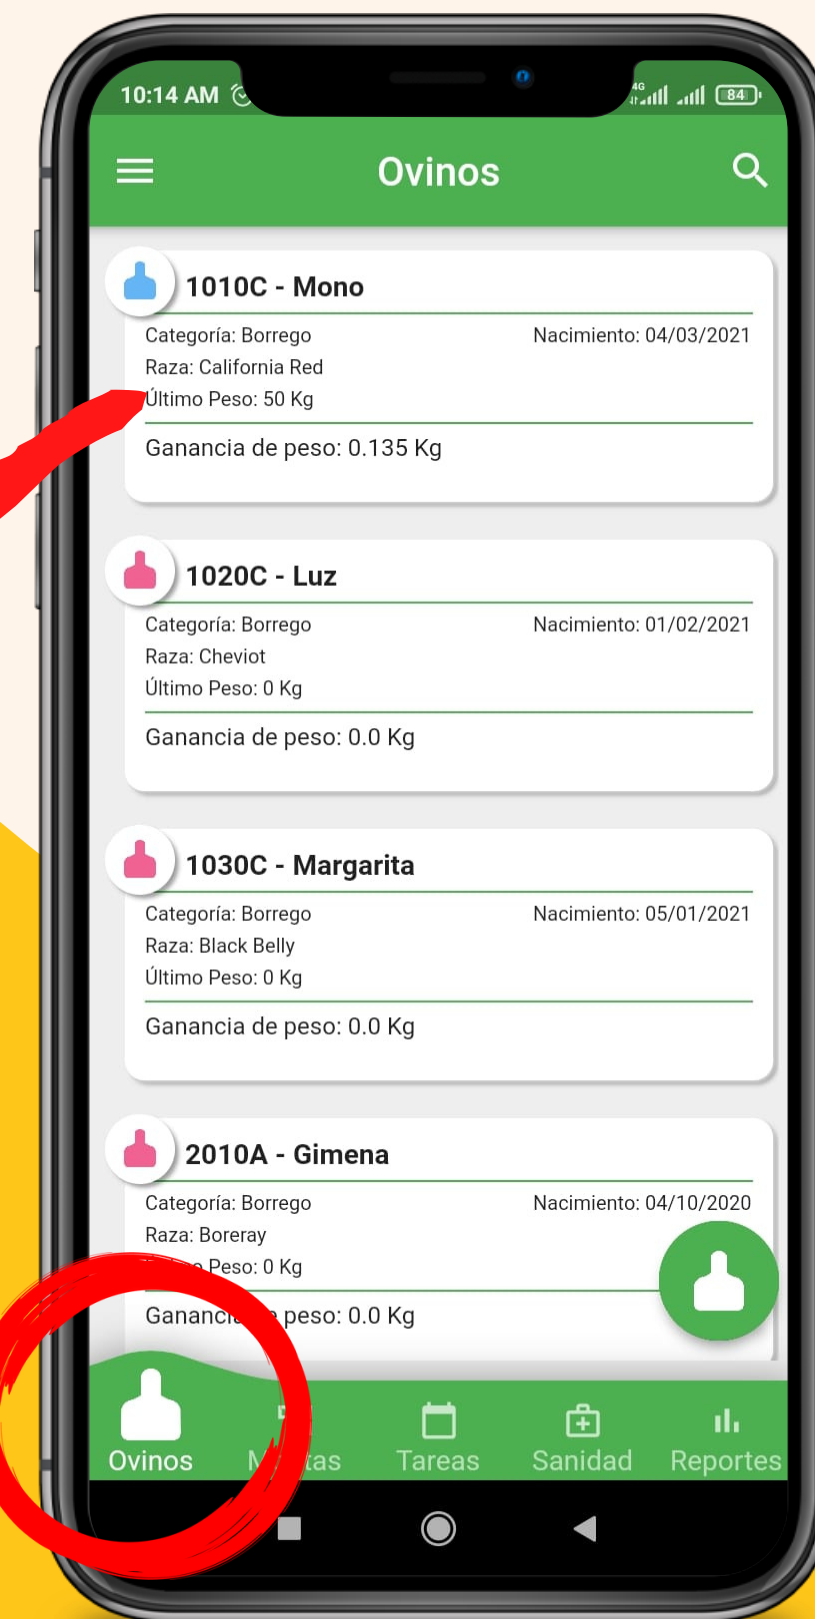 10:14 AM
4G
84
Ovinos
1010C - Mono
Categoría: Borrego
Nacimiento: 04/03/2021
Raza: California Red
Último Peso: 50 Kg
Ganancia de peso: 0.135 Kg
1020C - Luz
Categoría: Borrego
Nacimiento: 01/02/2021
Raza: Cheviot
Último Peso: 0 Kg
Ganancia de peso: 0.0 Kg
1030C - Margarita
Categoría: Borrego
Nacimiento: 05/01/2021
Raza: Black Belly
Último Peso: 0 Kg
Ganancia de peso: 0.0 Kg
2010A - Gimena
Categoría: Borrego
Nacimiento: 04/10/2020
Raza: Boreray
Peso: 0 Kg
Ganancia de peso: 0.0 Kg
Ovinos
Tareas
Sanidad
Reportes